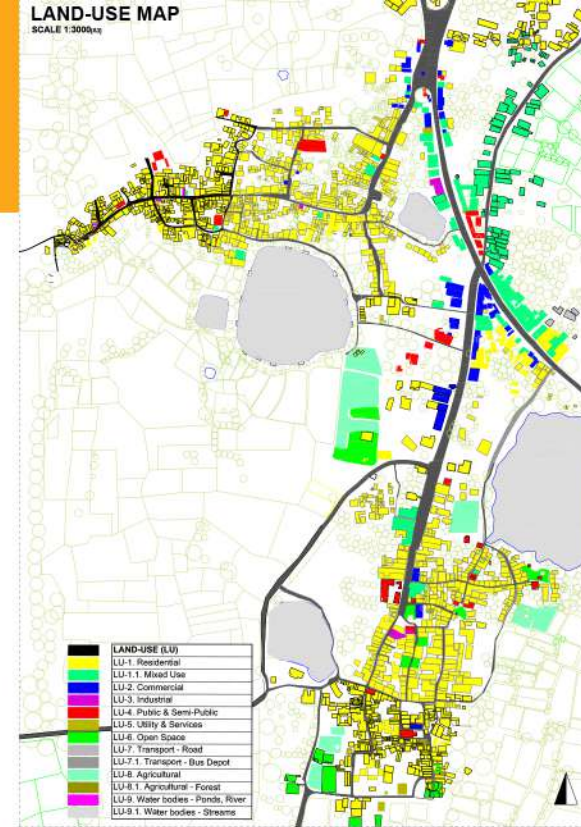 LAND-USE MAP
SCALE 1:3000(A3)
LAND-USE (LU)
LU-1. Residential
LU-1.1. Mixed Use
LU-2. Commercial
LU-3. Industrial
LU-4. Public & Semi-Public
LU-5. Utility & Services
LU-6. Open Space
LU-7. Transport - Road
LU-7.1. Transport - Bus Depot
LU-8. Agricultural
LU-8.1. Agricultural - Forest
LU-9. Water bodies - Ponds, River
LU-9.1. Water bodies - Streams